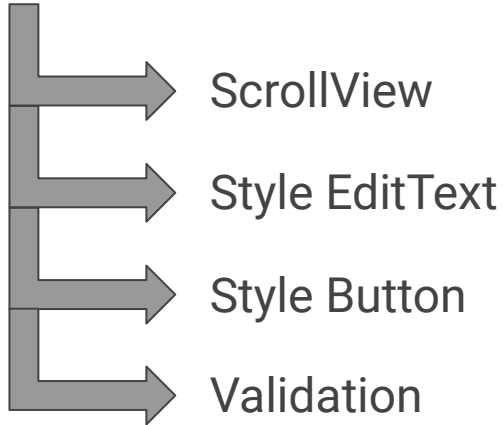 ScrollView
Style EditText
Style Button
Validation